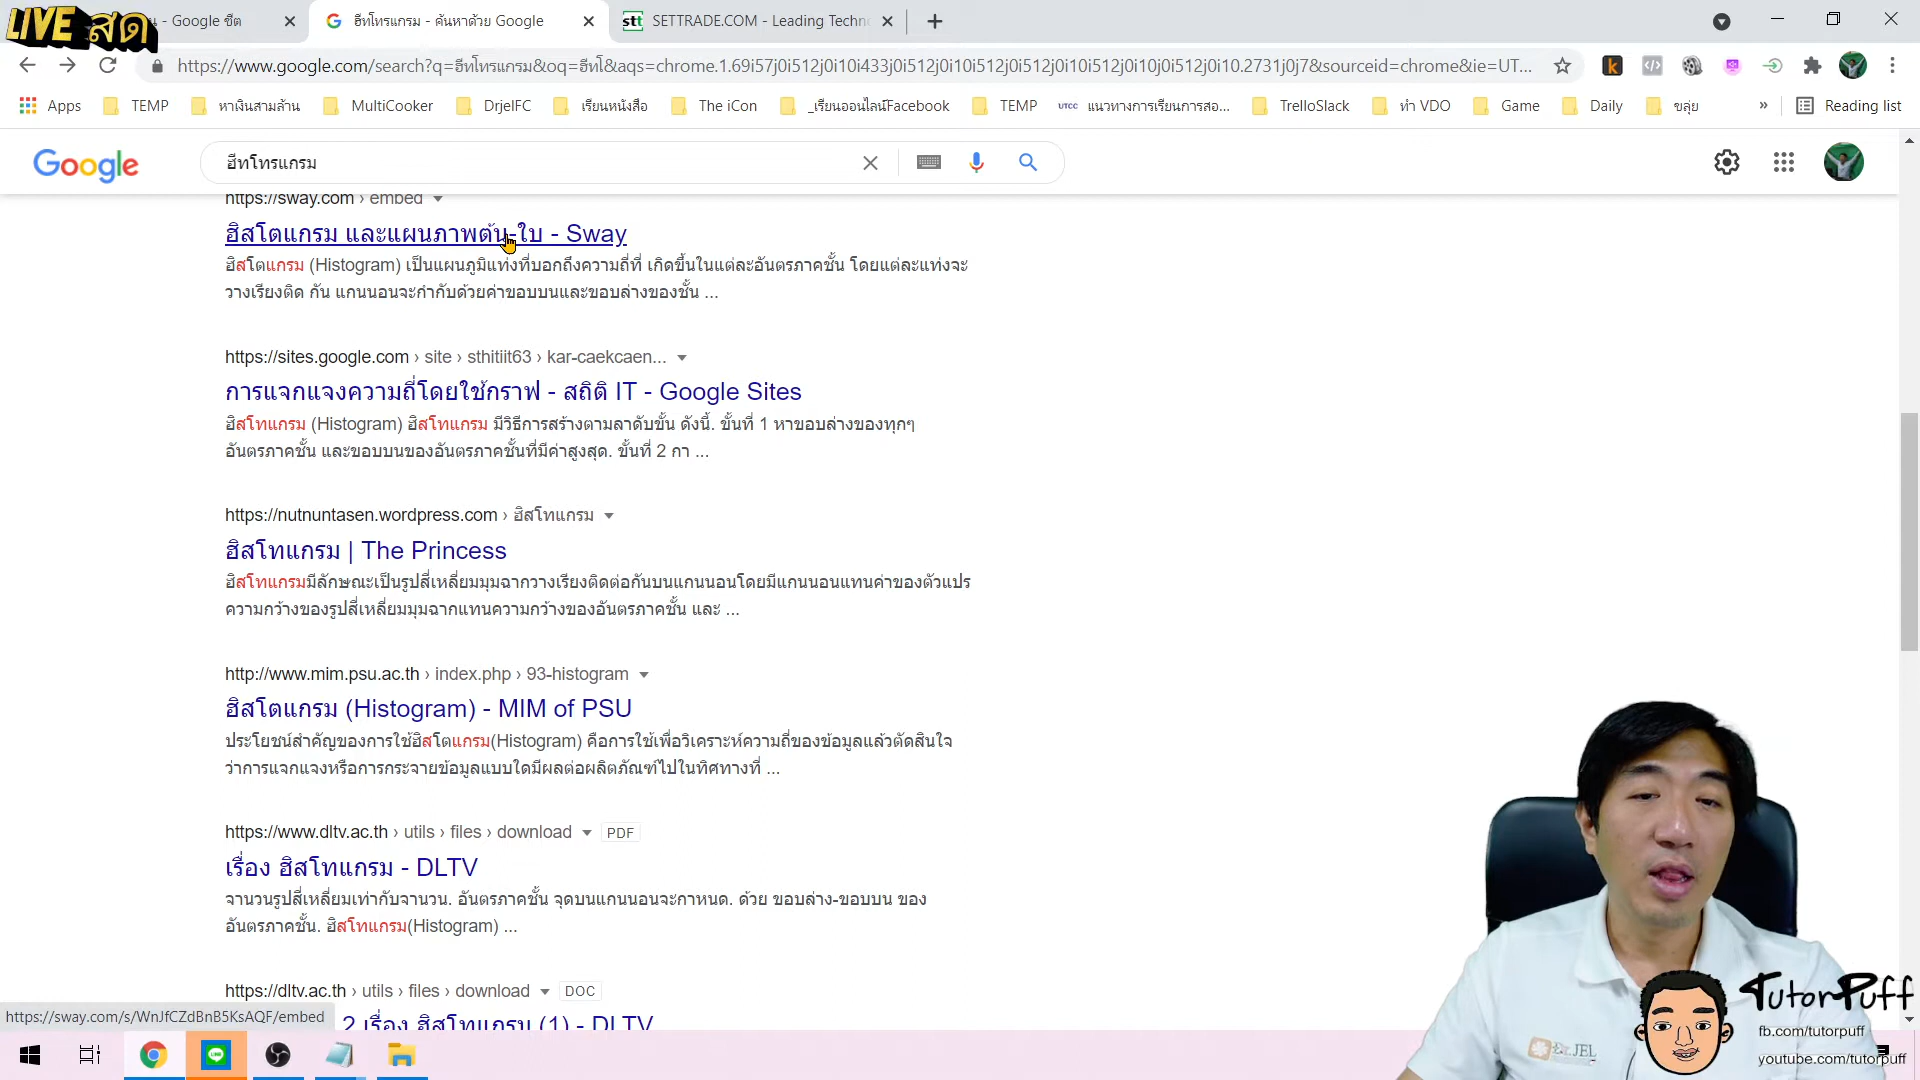 LIVE สด
น - Google ชีต
ฮีทโทรแกรม - ค้นหาด้วย Google
stt SETTRADE.COM - Leading Techn
https://www.google.com/search?q=ฮีทโทรแกรม&oq=ฮีทโ&aqs=chrome.1.69i57j0i512j0i10i433j0i512j0i10i512j0i512j0i10i512j0i10j0i512j0i10.2731j0j7&sourceid=chrome&ie=UT...
Apps TEMP หาเงินสามล้าน MultiCooker DrjelFC เรียนหนังสือ The iCon _เรียนออนไลน์Facebook TEMP UTCC แนวทางการเรียนการสอ... TrelloSlack ทำ VDO Game Daily ขลุ่ย » Reading list
Google ฮีทโทรแกรม
https://sway.com › embed
ฮิสโตแกรม และแผนภาพต้น-ใบ - Sway
ฮิสโตแกรม (Histogram) เป็นแผนภูมิแท่งที่บอกถึงความถี่ที่ เกิดขึ้นในแต่ละอันตรภาคชั้น โดยแต่ละแท่งจะ
วางเรียงติด กัน แกนนอนจะกำกับด้วยค่าขอบบนและขอบล่างของชั้น ...
https://sites.google.com › site › sthitiit63 › kar-caekcaen...
การแจกแจงความถี่โดยใช้กราฟ - สถิติ IT - Google Sites
ฮิสโทแกรม (Histogram) ฮิสโทแกรม มีวิธีการสร้างตามลาดับขั้น ดังนี้. ขั้นที่ 1 หาขอบล่างของทุกๆ
อันตรภาคชั้น และขอบบนของอันตรภาคชั้นที่มีค่าสูงสุด. ขั้นที่ 2 กา ...
https://nutnuntasen.wordpress.com › ฮิสโทแกรม
ฮิสโทแกรม | The Princess
ฮิสโทแกรมมีลักษณะเป็นรูปสี่เหลี่ยมมุมฉากวางเรียงติดต่อกันบนแกนนอนโดยมีแกนนอนแทนค่าของตัวแปร
ความกว้างของรูปสี่เหลี่ยมมุมฉากแทนความกว้างของอันตรภาคชั้น และ ...
http://www.mim.psu.ac.th › index.php › 93-histogram
ฮิสโตแกรม (Histogram) - MIM of PSU
ประโยชน์สำคัญของการใช้ฮิสโตแกรม(Histogram) คือการใช้เพื่อวิเคราะห์ความถี่ของข้อมูลแล้วตัดสินใจ
ว่าการแจกแจงหรือการกระจายข้อมูลแบบใดมีผลต่อผลิตภัณฑ์ไปในทิศทางที่ ...
https://www.dltv.ac.th › utils › files › download PDF
เรื่อง ฮิสโทแกรม - DLTV
จานวนรูปสี่เหลี่ยมเท่ากับจานวน. อันตรภาคชั้น จุดบนแกนนอนจะกาหนด. ด้วย ขอบล่าง-ขอบบน ของ
อันตรภาคชั้น. ฮิสโทแกรม(Histogram) ...
https://dltv.ac.th › utils › files › download DOC
2 เรื่อง ฮิสโทแกรม (1) - DLTV
https://sway.com/s/WnJfCZdBnB5KsAQF/embed
Dr.JEL
TutorPuff
fb.com/tutorpuff
youtube.com/tutorpuff